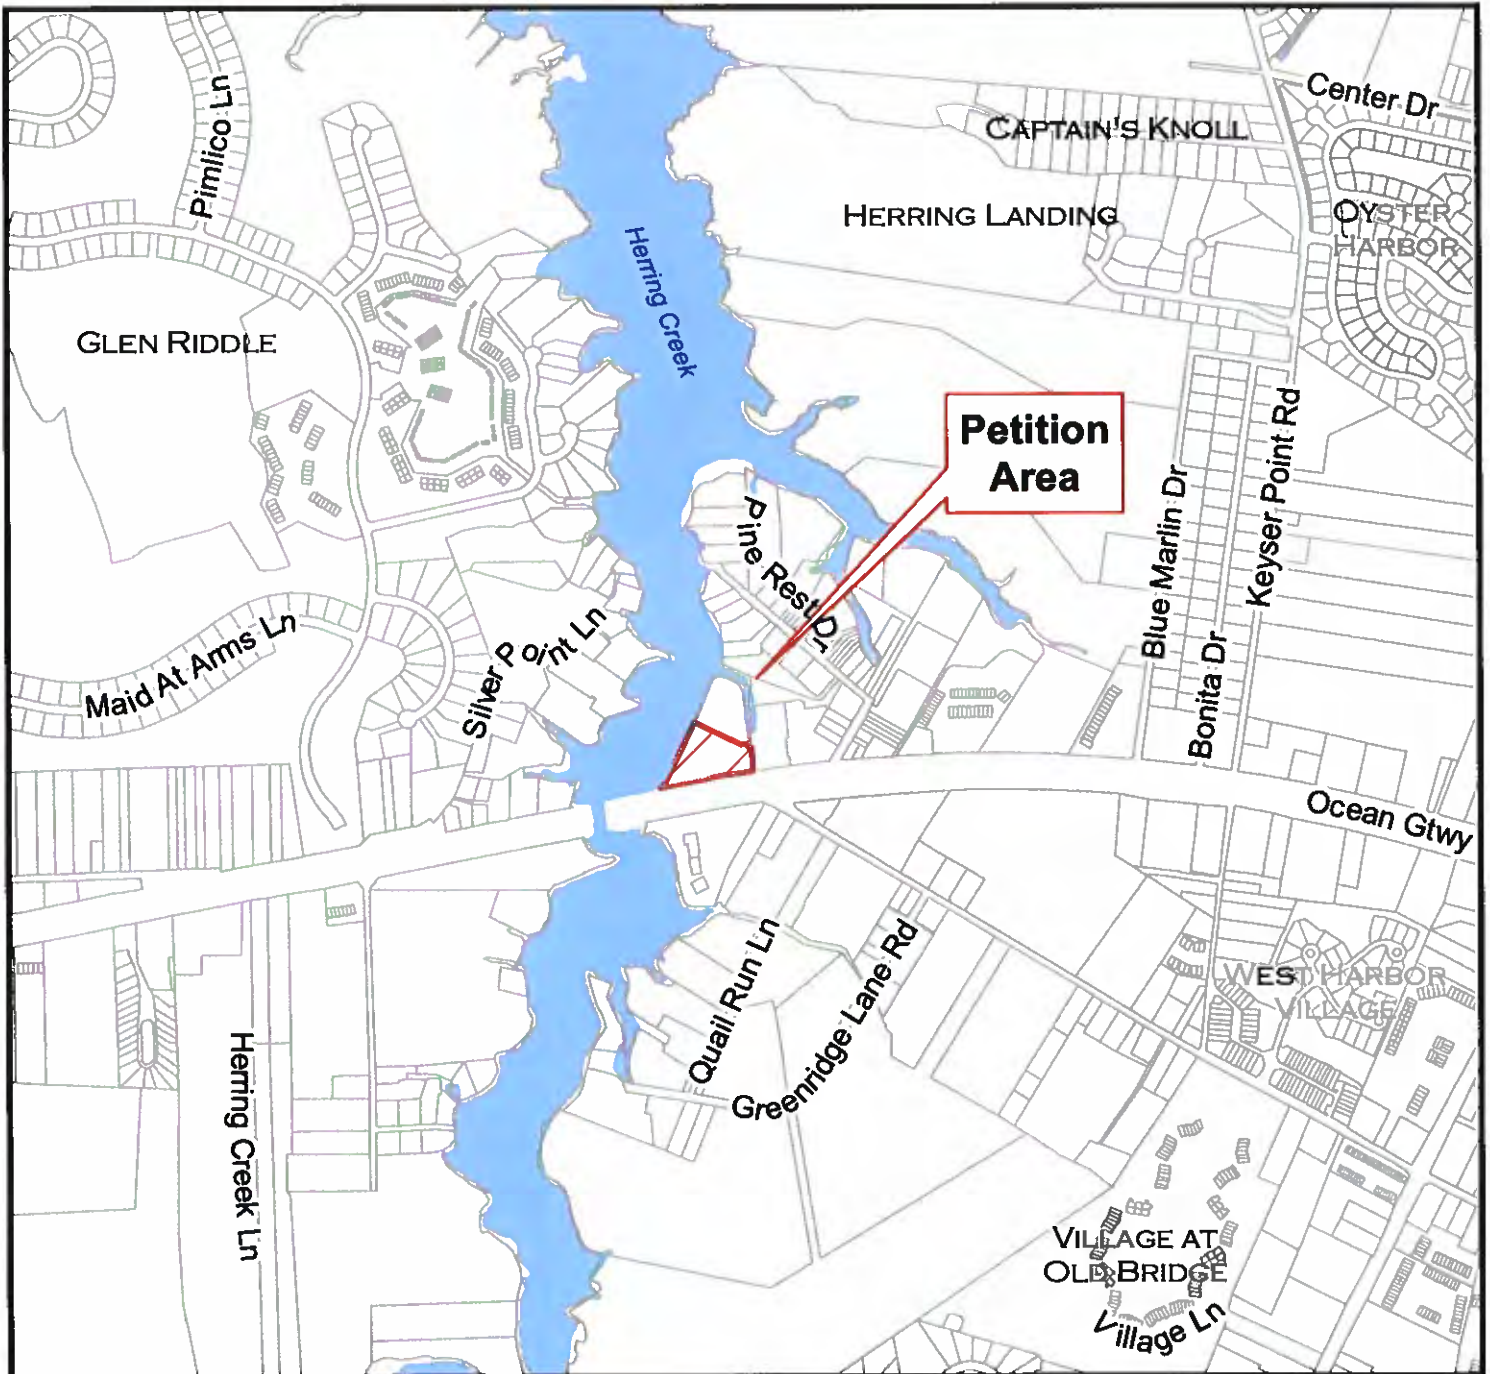 Pimlico Ln
Center Dr
CAPTAIN'S KNOLL
HERRING LANDING
OYSTER
HARBOR
Herring Creek
GLEN RIDDLE
Petition
Area
Pine Rest Dr
Blue Marlin Dr
Keyser Point Rd
Maid At Arms Ln
Silver Point Ln
Bonita Dr
Ocean Gtwy
Quail Run Ln
Greenridge Lane Rd
WEST HARBOR
VILLAGE
Herring Creek Ln
VILLAGE AT
OLD BRIDGE
Village Ln